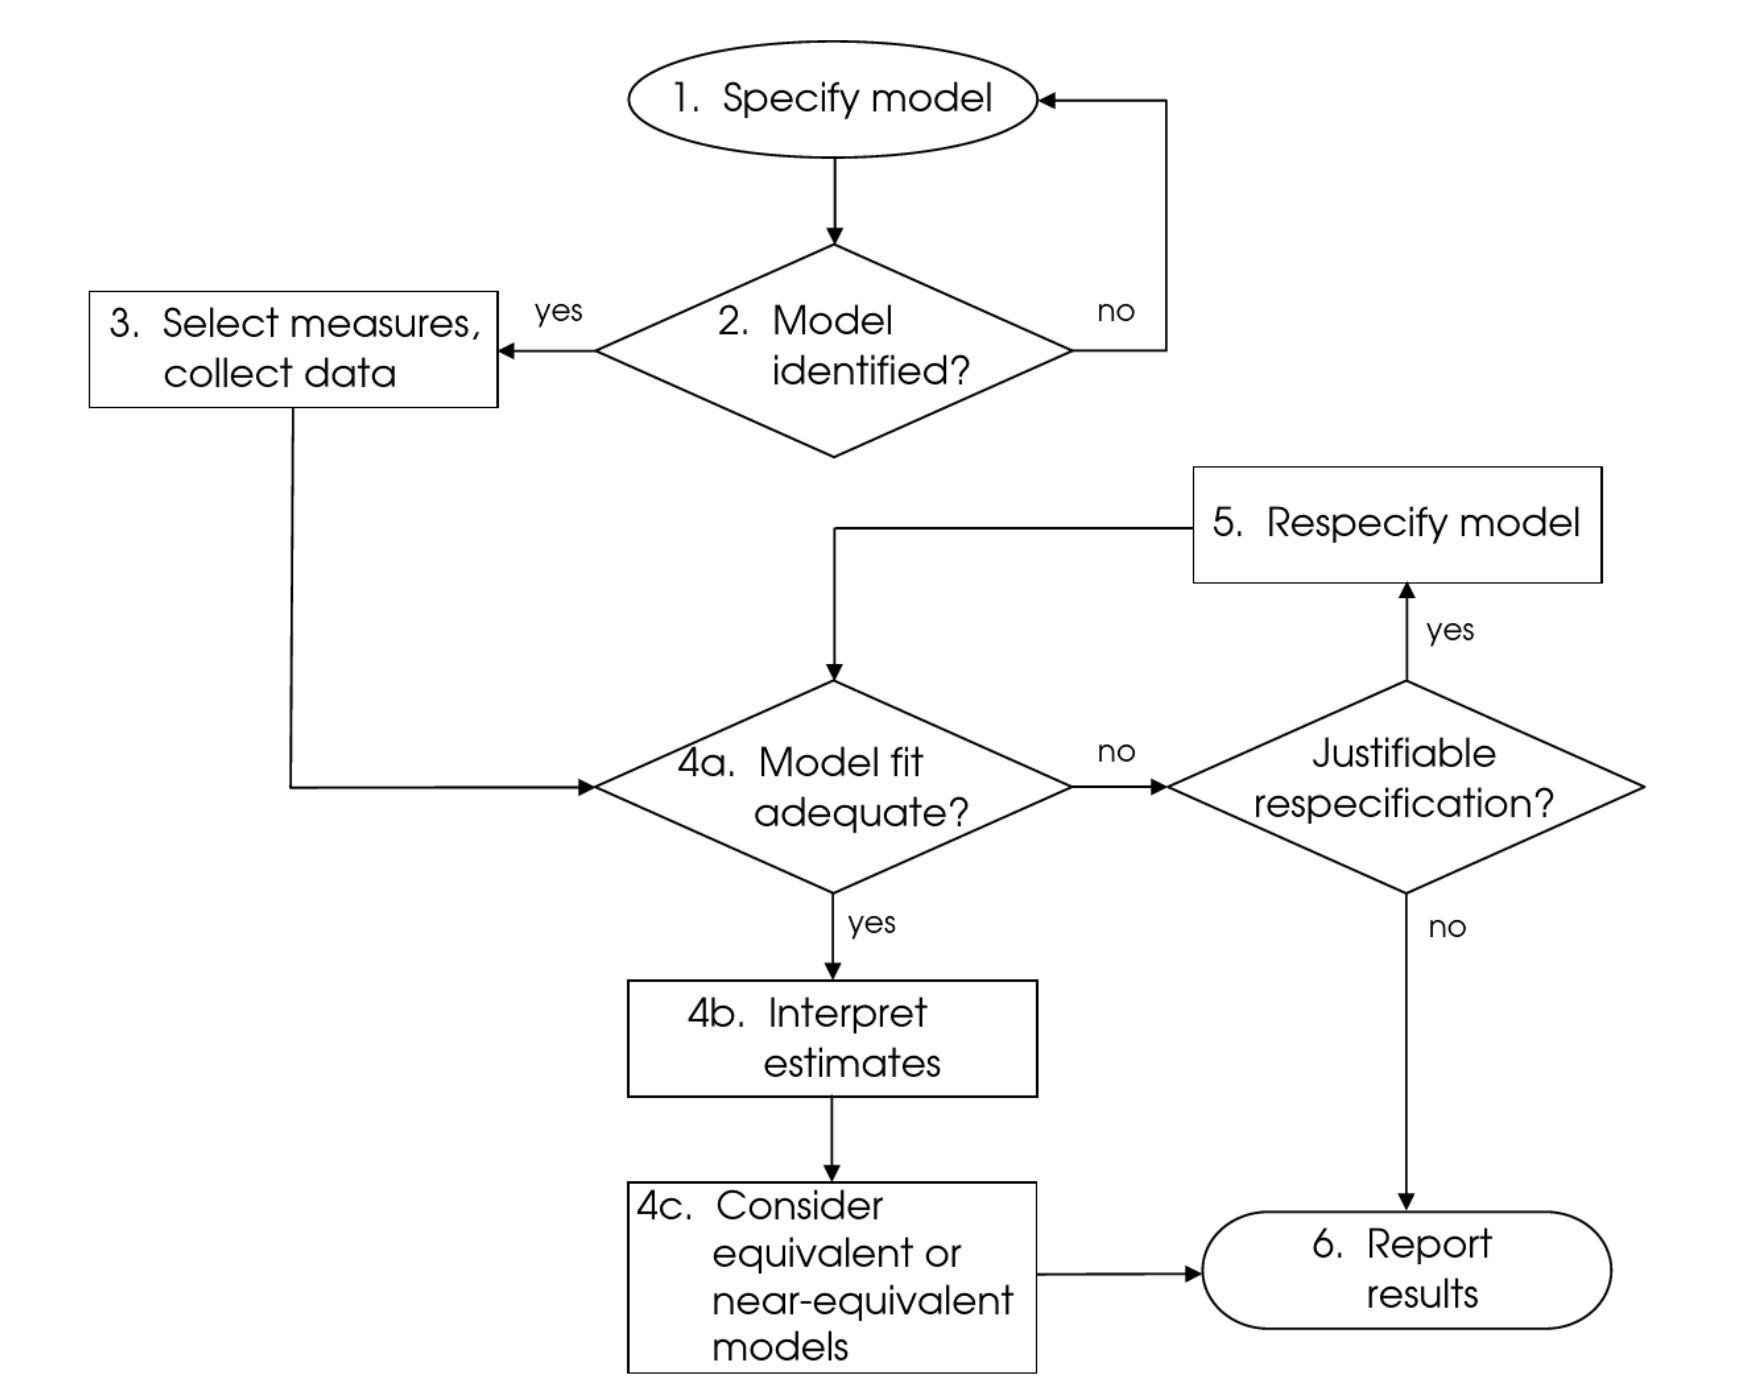 1. Specify model
2. Model
identified?
yes
no
3. Select measures,
collect data
5. Respecify model
yes
4a. Model fit
adequate?
no
Justifiable
respecification?
yes
no
4b. Interpret
estimates
4c. Consider
equivalent or
near-equivalent
models
6. Report
results